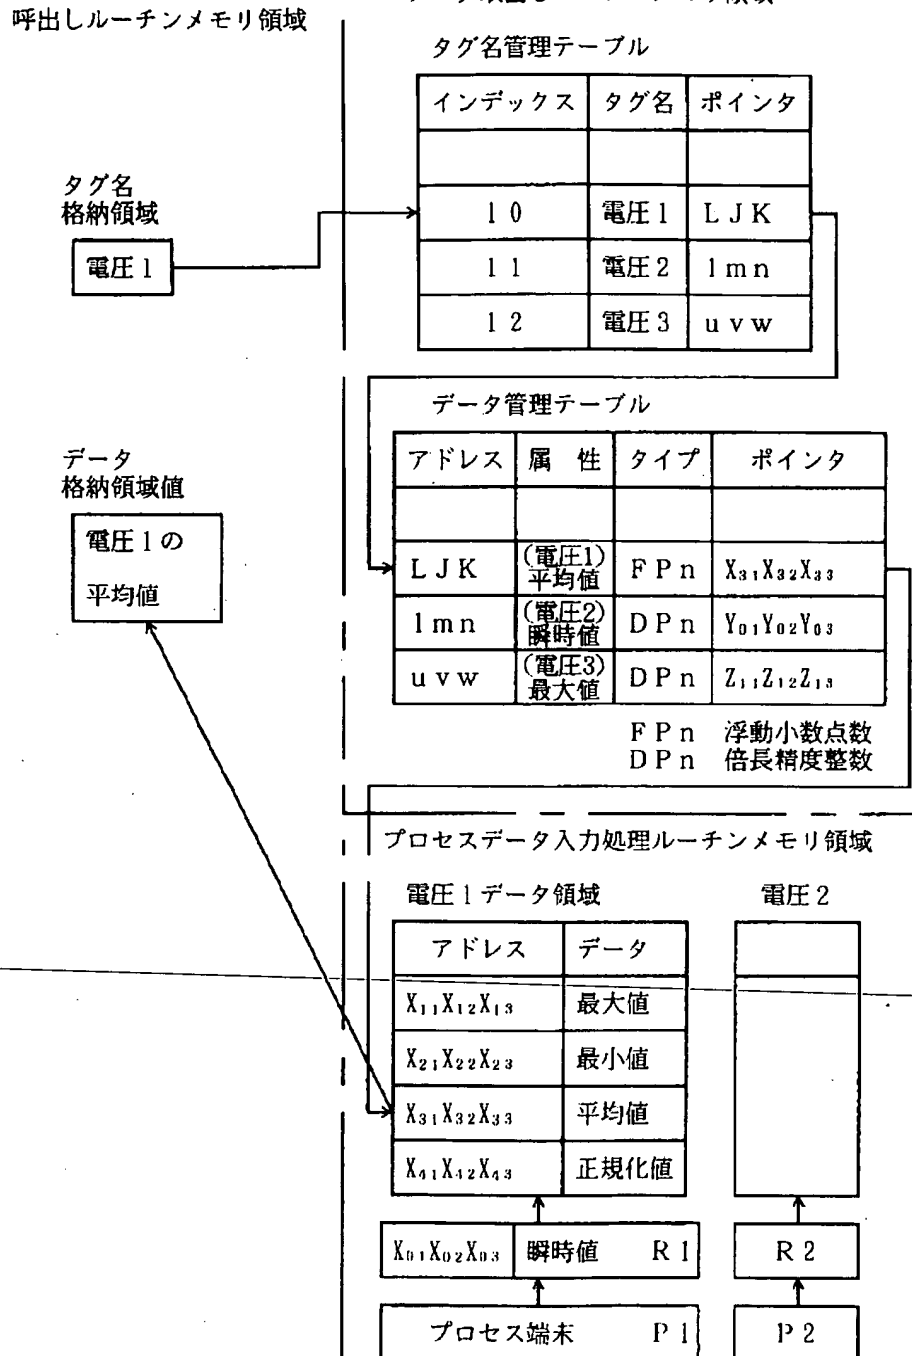 呼出しルーチンメモリ領域
タグ名管理テーブル
インデックス タグ名 ポインタ
タグ名
格納領域
電圧1
10 電圧1 LJK
11 電圧2 lmn
12 電圧3 uvw
データ管理テーブル
アドレス 属性 タイプ ポインタ
データ
格納領域値
電圧1の
平均値
LJK (電圧1) 平均値 FPn X₃₁X₃₂X₃₃
lmn (電圧2) 瞬時値 DPn Y₀₁Y₀₂Y₀₃
uvw (電圧3) 最大値 DPn Z₁₁Z₁₂Z₁₃
FPn 浮動小数点数
DPn 倍長精度整数
プロセスデータ入力処理ルーチンメモリ領域
電圧1データ領域
電圧2
アドレス データ
X₁₁X₁₂X₁₃ 最大値
X₂₁X₂₂X₂₃ 最小値
X₃₁X₃₂X₃₃ 平均値
X₄₁X₄₂X₄₃ 正規化値
X₀₁X₀₂X₀₃ 瞬時値 R1
R2
プロセス端末 P1
P2